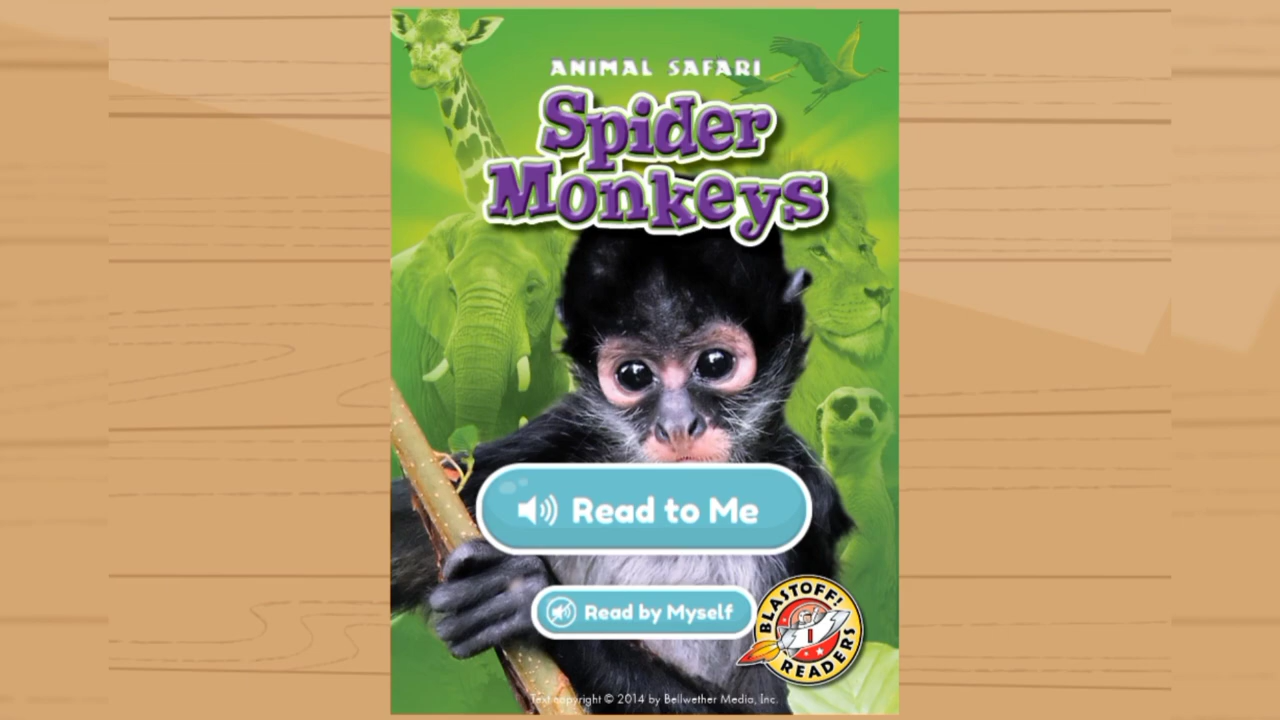 ANIMAL SAFARI
Spider
Monkeys
Read to Me
Read by Myself
BLASTOFF!
1
READERS
Text copyright © 2014 by Bellwether Media, Inc.